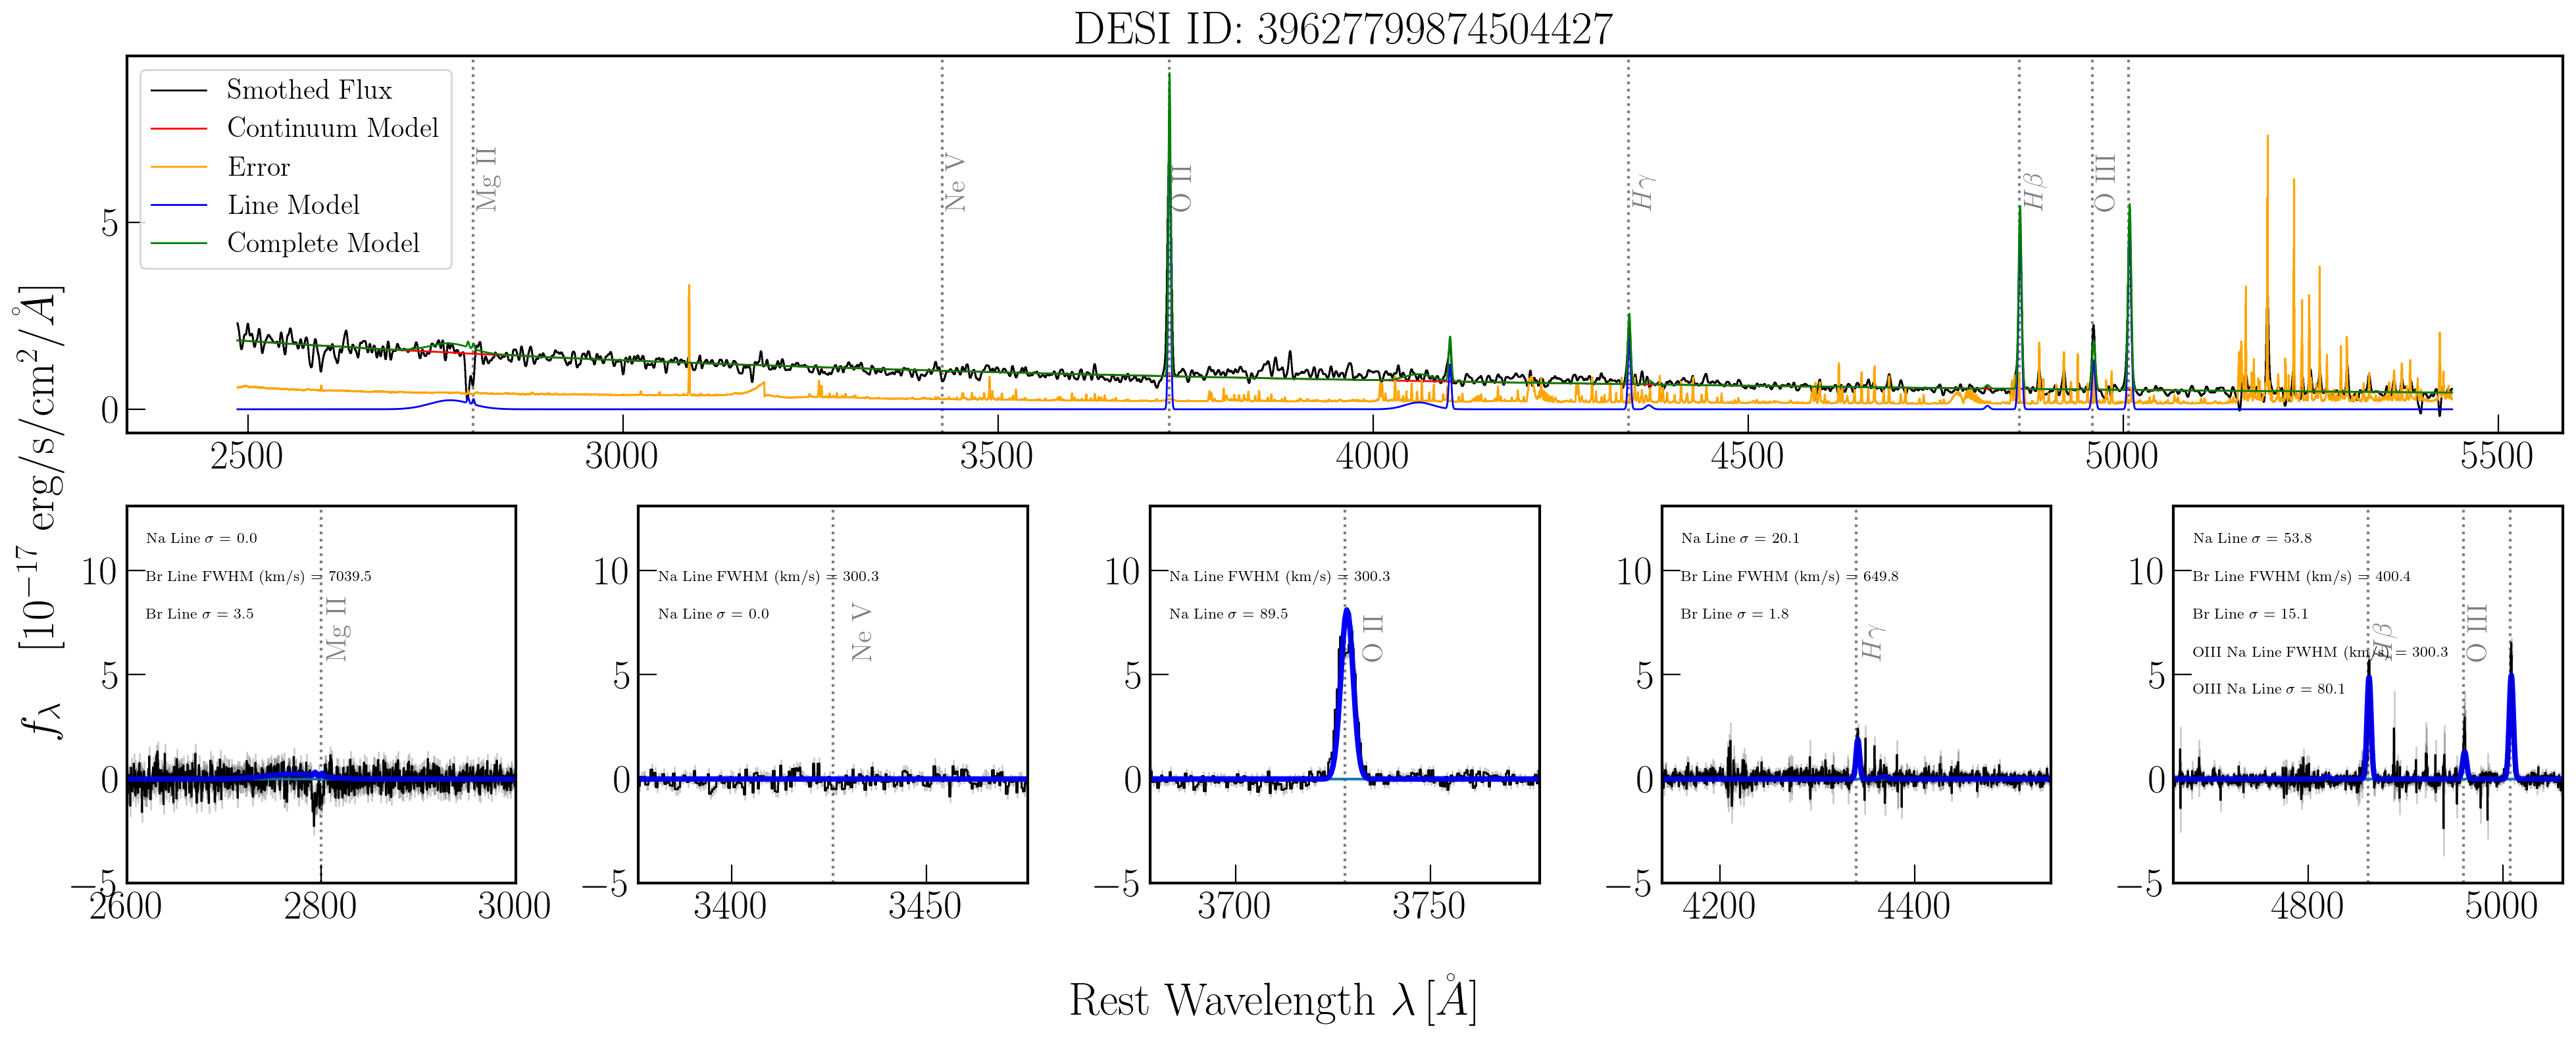 DESI ID: 39627799874504427
Smothed Flux
Continuum Model
Error
Line Model
Complete Model
Mg II
Ne V
O II
Hγ
Hβ
O III
5
0
2500 3000 3500 4000 4500 5000 5500
f_λ [10^{-17} erg/s/cm^2/Å]
Na Line σ = 0.0
Br Line FWHM (km/s) = 7039.5
Br Line σ = 3.5
Mg II
10
5
0
−5
2600 2800 3000
Na Line FWHM (km/s) = 300.3
Na Line σ = 0.0
Ne V
10
5
0
−5
3400 3450
Na Line FWHM (km/s) = 300.3
Na Line σ = 89.5
O II
10
5
0
−5
3700 3750
Na Line σ = 20.1
Br Line FWHM (km/s) = 649.8
Br Line σ = 1.8
Hγ
10
5
0
−5
4200 4400
Na Line σ = 53.8
Br Line FWHM (km/s) = 400.4
Br Line σ = 15.1
OIII Na Line FWHM (km/s) = 300.3
OIII Na Line σ = 80.1
Hβ
O III
10
5
0
−5
4800 5000
Rest Wavelength λ [Å]